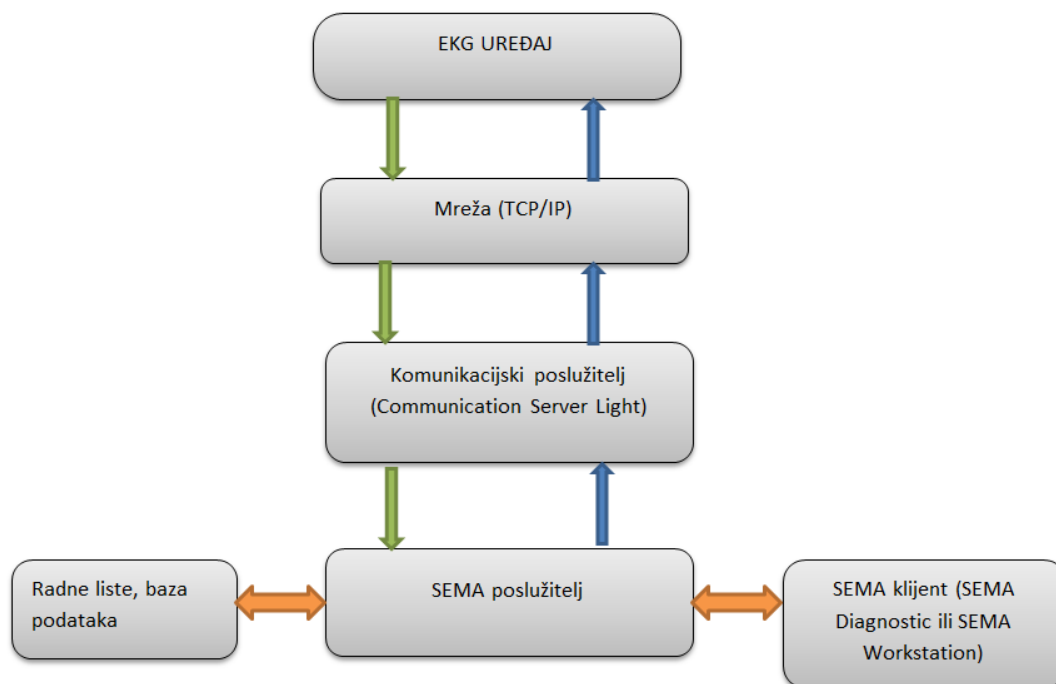 EKG UREĐAJ
Mreža (TCP/IP)
Komunikacijski poslužitelj
(Communication Server Light)
Radne liste, baza
podataka
SEMA poslužitelj
SEMA klijent (SEMA
Diagnostic ili SEMA
Workstation)